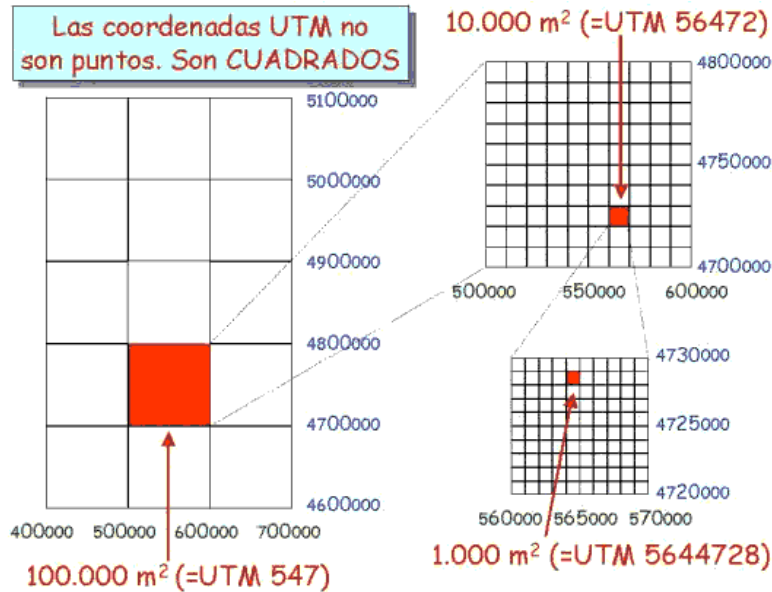 Las coordenadas UTM no
son puntos. Son CUADRADOS
10.000 m² (=UTM 56472)
5100000
5000000
4900000
4800000
4700000
4600000
400000 500000 600000 700000
100.000 m² (=UTM 547)
4800000
4750000
4700000
500000 550000 600000
4730000
4725000
4720000
560000 565000 570000
1.000 m² (=UTM 5644728)